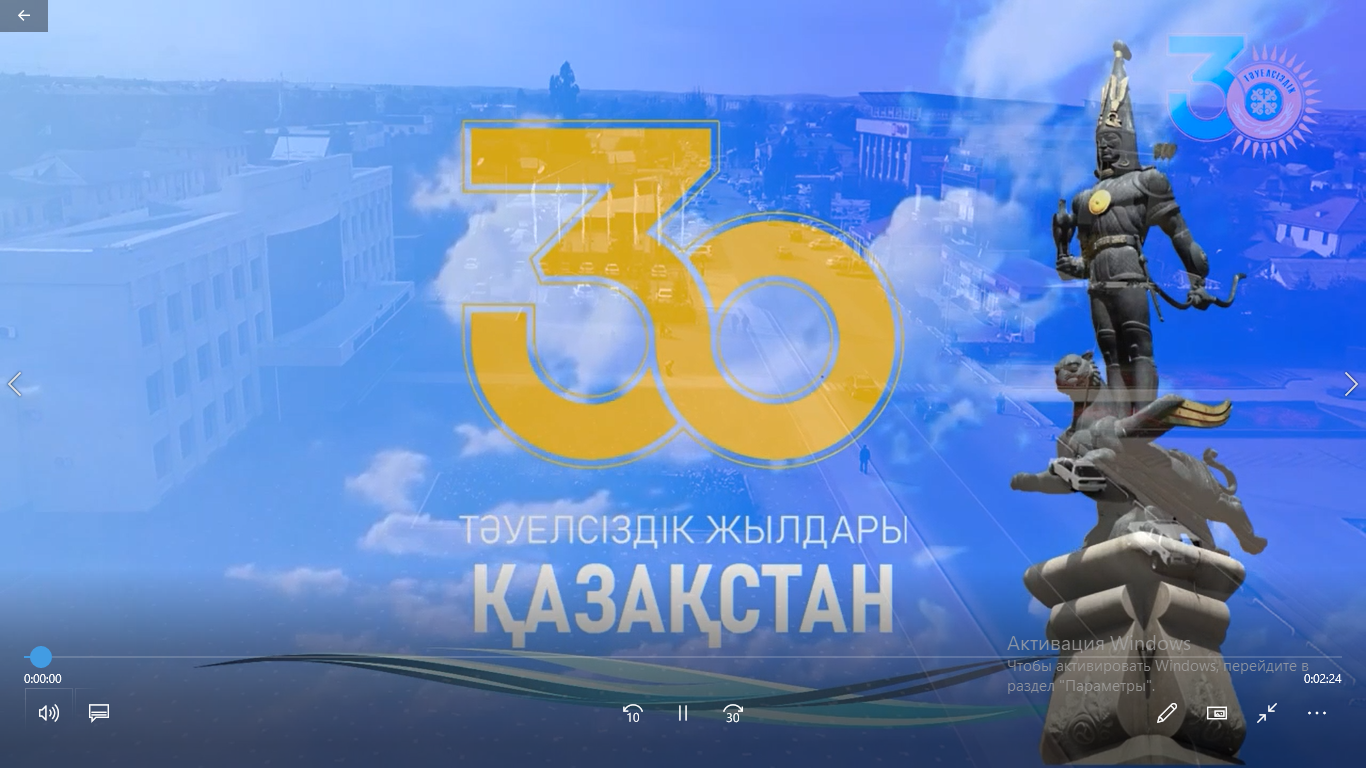 30
ТӘУЕЛСІЗДІК
30
ТӘУЕЛСІЗДІК ЖЫЛДАРЫ
ҚАЗАҚСТАН
Активация Windows
Чтобы активировать Windows, перейдите в
раздел "Параметры".
0:00:00
0:02:24
10
30